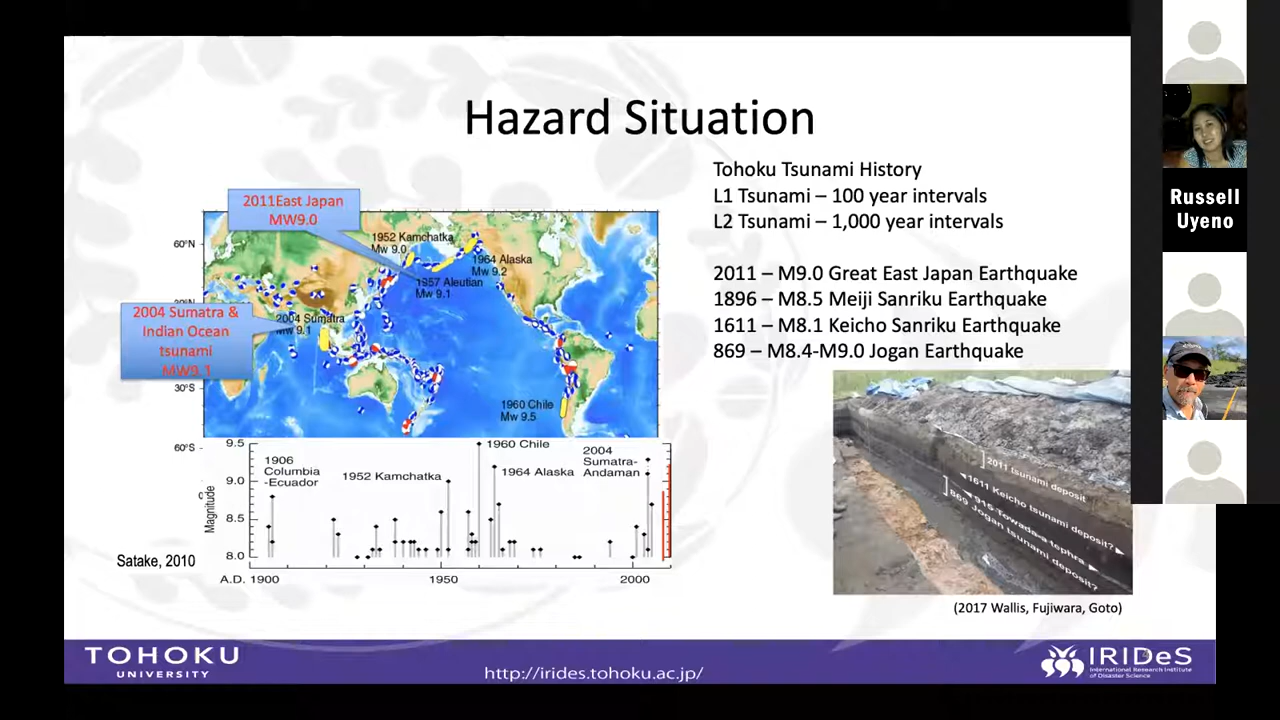 Hazard Situation
2011East Japan
MW9.0
2004 Sumatra &
Indian Ocean
tsunami
MW9.1
60°N
30°N
30°S
60°S
1952 Kamchatka
Mw 9.0
1964 Alaska
Mw 9.2
1957 Aleutian
Mw 9.1
2004 Sumatra
Mw 9.1
1960 Chile
Mw 9.5
Magnitude
9.5
9.0
8.5
8.0
1906
Columbia
-Ecuador
1952 Kamchatka
1960 Chile
1964 Alaska
2004
Sumatra-
Andaman
A.D. 1900
1950
2000
Satake, 2010
Tohoku Tsunami History
L1 Tsunami – 100 year intervals
L2 Tsunami – 1,000 year intervals
2011 – M9.0 Great East Japan Earthquake
1896 – M8.5 Meiji Sanriku Earthquake
1611 – M8.1 Keicho Sanriku Earthquake
869 – M8.4-M9.0 Jogan Earthquake
2011 tsunami deposit
1611 Keicho tsunami deposit?
915 Towada-a tephra
869 Jogan tsunami deposit?
(2017 Wallis, Fujiwara, Goto)
TOHOKU
UNIVERSITY
http://irides.tohoku.ac.jp/
IRIDeS
International Research Institute
of Disaster Science
Russell
Uyeno